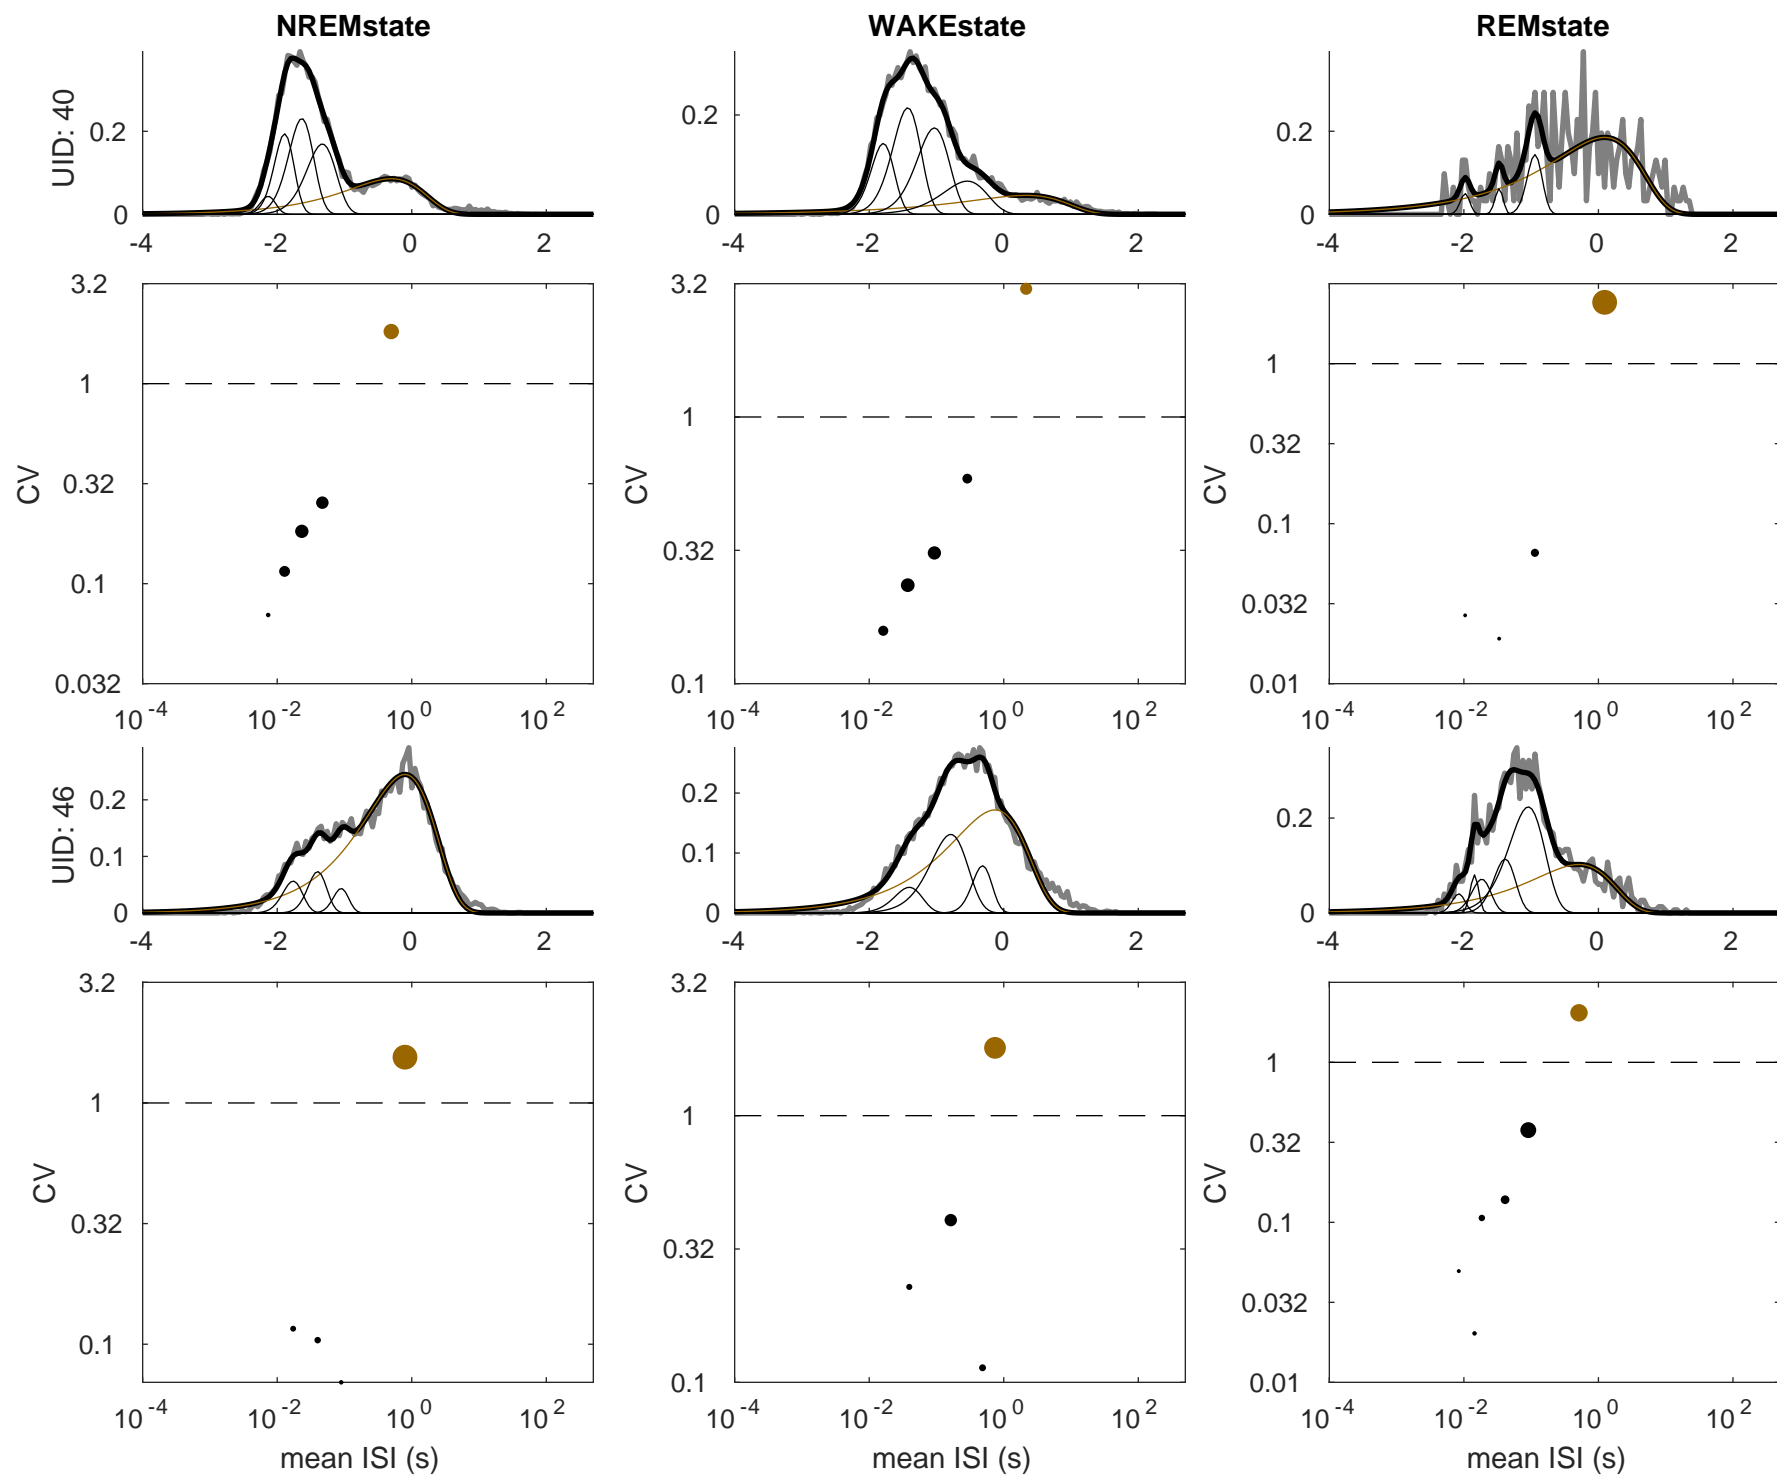 NREMstate WAKEstate REMstate
UID: 40
0.2 0.2 0.2
0 0 0
-4 -2 0 2 -4 -2 0 2 -4 -2 0 2
CV CV CV
3.2 3.2
1 1 1
0.32 0.32 0.32
0.1 0.1
0.032 0.032
0.1 0.01
10^-4 10^-2 10^0 10^2 10^-4 10^-2 10^0 10^2 10^-4 10^-2 10^0 10^2
UID: 46
0.2 0.2 0.2
0.1 0.1
0 0 0
-4 -2 0 2 -4 -2 0 2 -4 -2 0 2
CV CV CV
3.2 3.2
1 1 1
0.32 0.32 0.32
0.1 0.1
0.032
0.1 0.01
10^-4 10^-2 10^0 10^2 10^-4 10^-2 10^0 10^2 10^-4 10^-2 10^0 10^2
mean ISI (s) mean ISI (s) mean ISI (s)